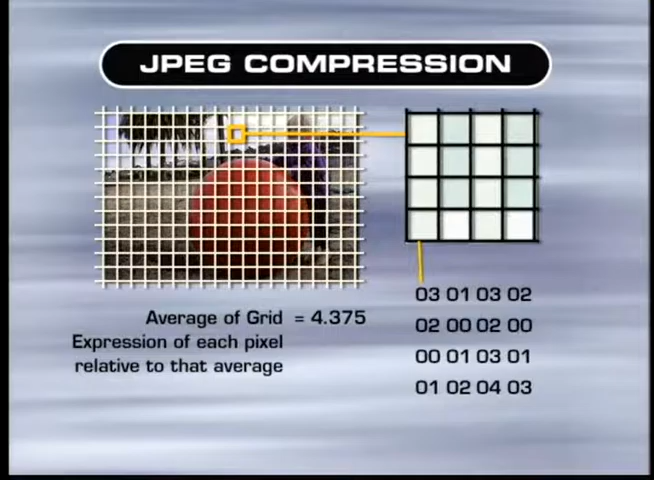 JPEG COMPRESSION
Average of Grid = 4.375
Expression of each pixel
relative to that average
03 01 03 02
02 00 02 00
00 01 03 01
01 02 04 03